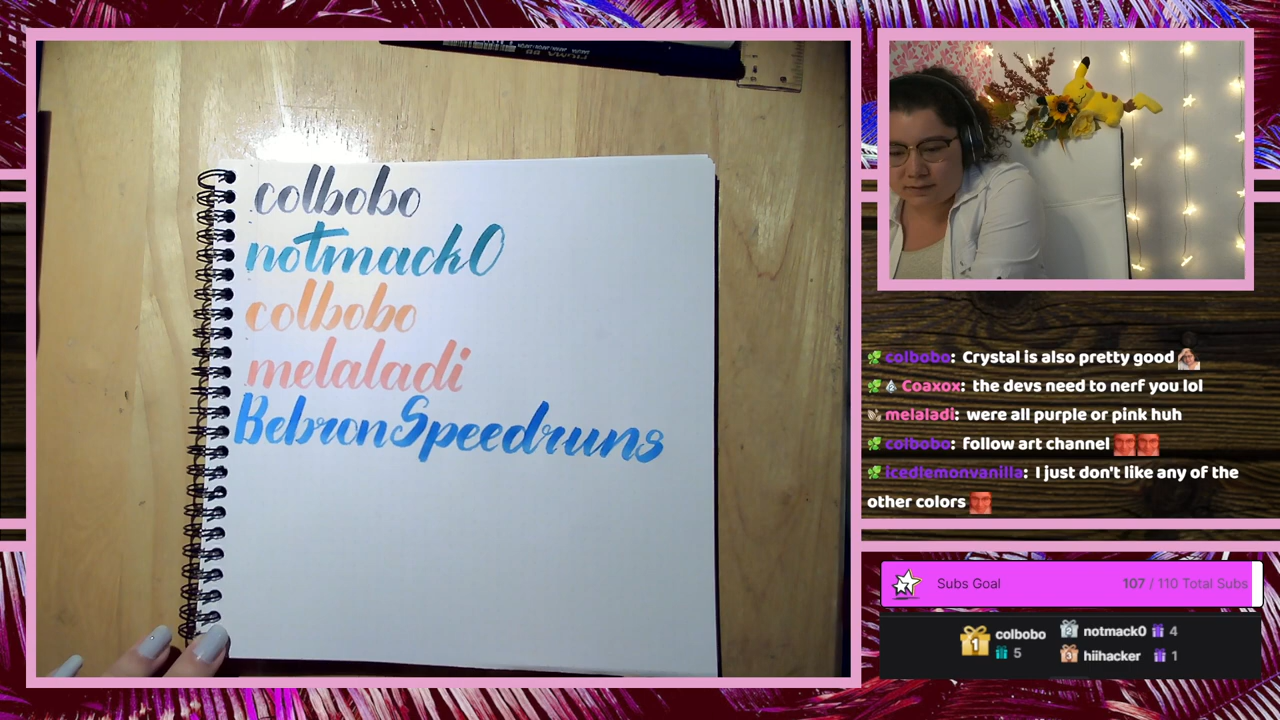 colbobo
notmack0
colbobo
melaladi
BebronSpeedruns
colbobo: Crystal is also pretty good
Coaxox: the devs need to nerf you lol
melaladi: were all purple or pink huh
colbobo: follow art channel
icedlemonvanilla: I just don't like any of the
other colors
Subs Goal 107 / 110 Total Subs
1 colbobo 5
2 notmack0 4
3 hiihacker 1